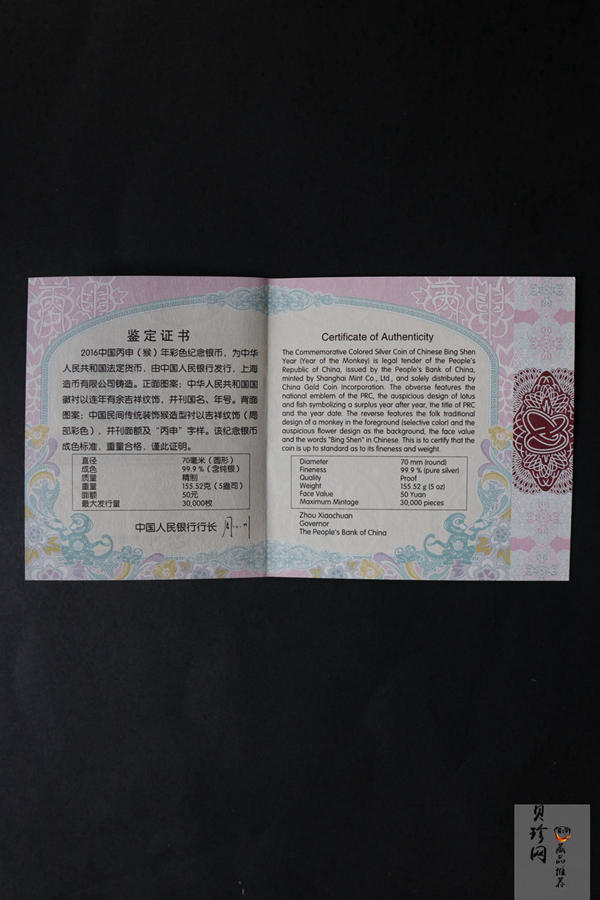 鉴定证书
2016中国丙申（猴）年彩色纪念银币，为中华
人民共和国法定货币，由中国人民银行发行，上海
造币有限公司铸造。正面图案：中华人民共和国国
徽衬以连年有余吉祥纹饰，并刊国名、年号。背面
图案：中国民间传统装饰猴造型衬以吉祥纹饰（局
部彩色），并刊面额及“丙申”字样。该纪念银币
成色标准，重量合格，谨此证明。
直径 70毫米（圆形）
成色 99.9％（含纯银）
质量 精制
重量 155.52克（5盎司）
面额 50元
最大发行量 30,000枚
中国人民银行行长
Certificate of Authenticity
The Commemorative Colored Silver Coin of Chinese Bing Shen
Year (Year of the Monkey) is legal tender of the People's
Republic of China, issued by the People's Bank of China,
minted by Shanghai Mint Co., Ltd., and solely distributed by
China Gold Coin Incorporation. The obverse features the
national emblem of the PRC, the auspicious design of lotus
and fish symbolizing a surplus year after year, the title of PRC
and the year date. The reverse features the folk traditional
design of a monkey in the foreground (selective color) and the
auspicious flower design as the background, the face value
and the words "Bing Shen" in Chinese. This is to certify that the
coin is up to standard as to its fineness and weight.
Diameter 70 mm (round)
Fineness 99.9 % (pure silver)
Quality Proof
Weight 155.52 g (5 oz)
Face Value 50 Yuan
Maximum Mintage 30,000 pieces
Zhou Xiaochuan
Governor
The People's Bank of China
贝珍网
藏品推荐